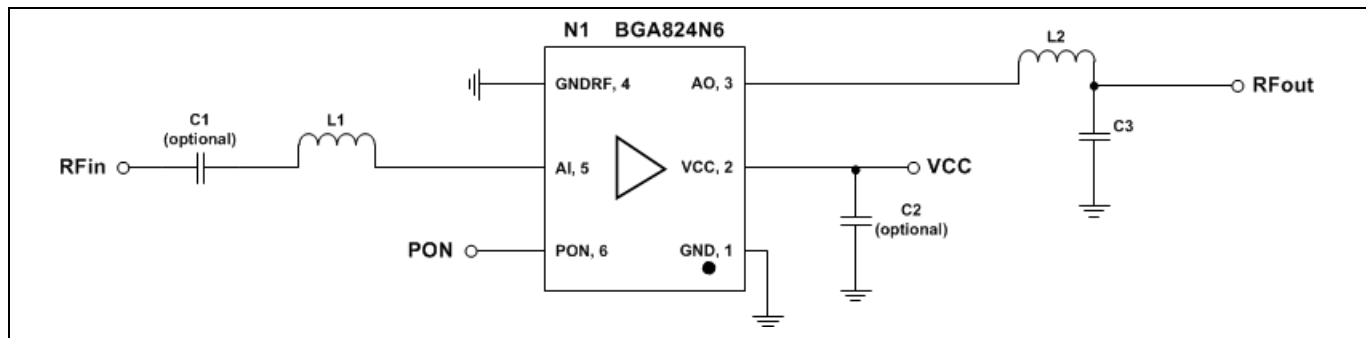 N1 BGA824N6
L2
GNDRF, 4
AO, 3
RFout
C1
(optional)
L1
C3
RFin
AI, 5
VCC, 2
VCC
C2
(optional)
PON
PON, 6
GND, 1